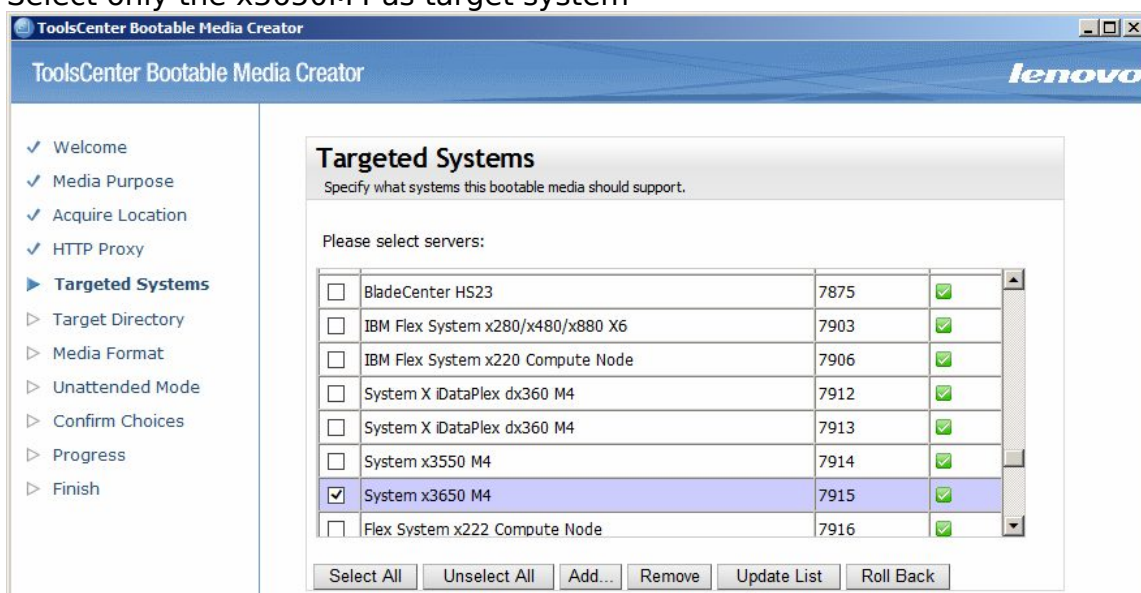 Select only the x3650M4 as target system
ToolsCenter Bootable Media Creator
ToolsCenter Bootable Media Creator
lenovo
Welcome
Media Purpose
Acquire Location
HTTP Proxy
Targeted Systems
Target Directory
Media Format
Unattended Mode
Confirm Choices
Progress
Finish
Targeted Systems
Specify what systems this bootable media should support.
Please select servers:
BladeCenter HS23 7875
IBM Flex System x280/x480/x880 X6 7903
IBM Flex System x220 Compute Node 7906
System X iDataPlex dx360 M4 7912
System X iDataPlex dx360 M4 7913
System x3550 M4 7914
System x3650 M4 7915
Flex System x222 Compute Node 7916
Select All Unselect All Add... Remove Update List Roll Back